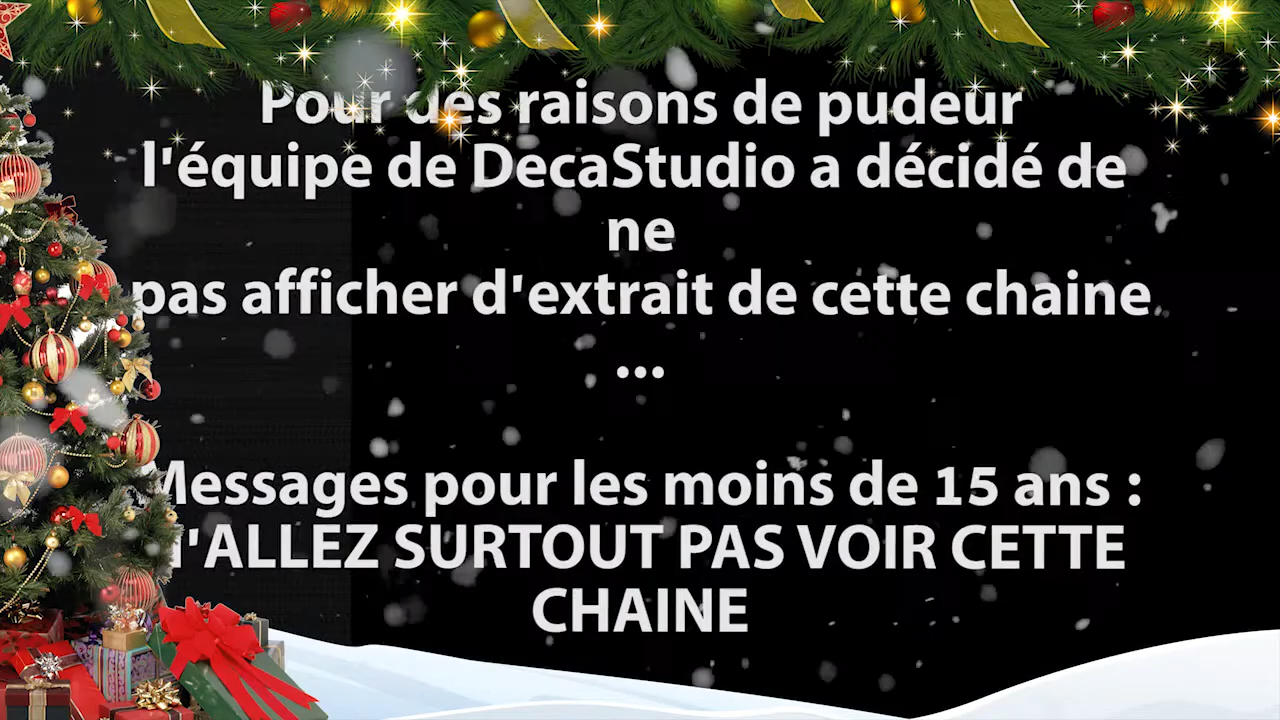 Pour des raisons de pudeur
l'équipe de DecaStudio a décidé de
ne
pas afficher d'extrait de cette chaine
...
Messages pour les moins de 15 ans :
N'ALLEZ SURTOUT PAS VOIR CETTE
CHAINE